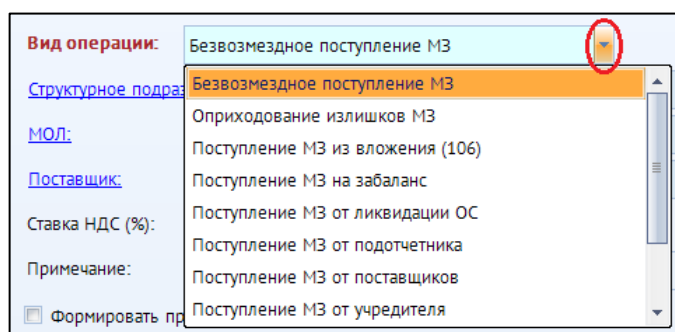 Вид операции: Безвозмездное поступление МЗ
Структурное подраз Безвозмездное поступление МЗ
Оприходование излишков МЗ
МОЛ:
Поступление МЗ из вложения (106)
Поставщик: Поступление МЗ на забаланс
Ставка НДС (%): Поступление МЗ от ликвидации ОС
Поступление МЗ от подотчетника
Примечание: Поступление МЗ от поставщиков
Формировать пр Поступление МЗ от учредителя